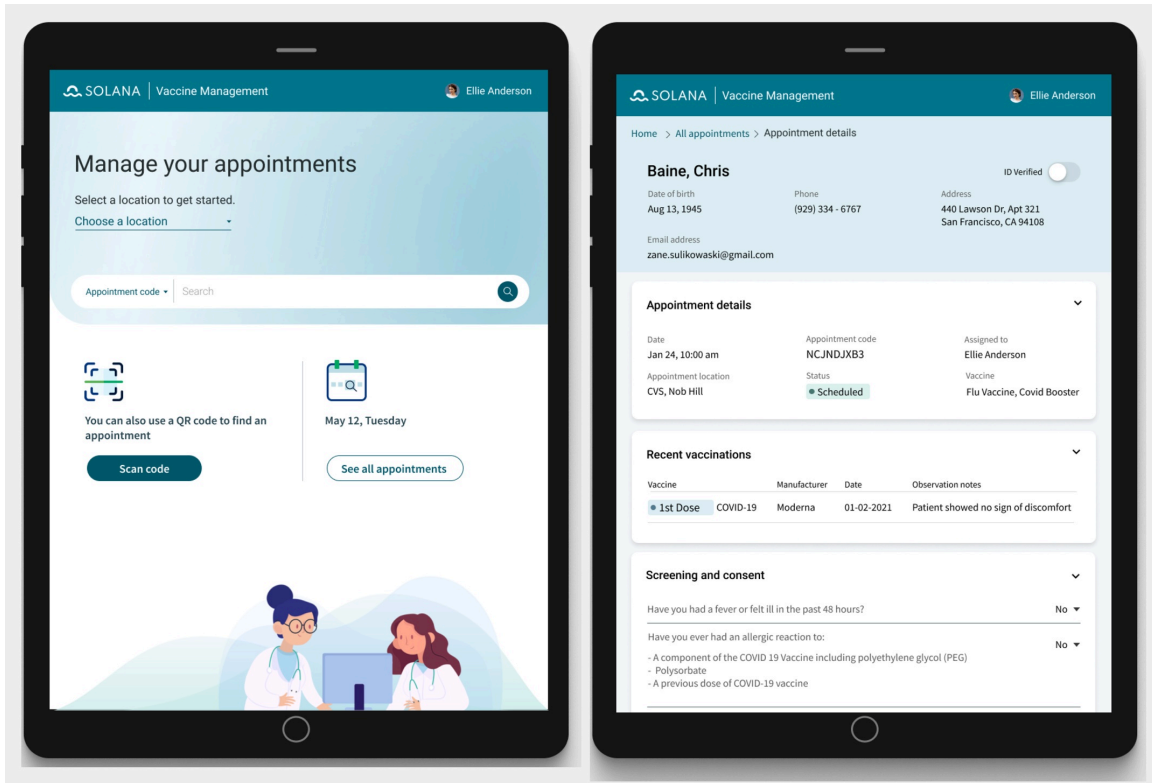 SOLANA | Vaccine Management
Ellie Anderson
Manage your appointments
Select a location to get started.
Choose a location
Appointment code
Search
You can also use a QR code to find an
appointment
Scan code
May 12, Tuesday
See all appointments
SOLANA | Vaccine Management
Ellie Anderson
Home > All appointments > Appointment details
Baine, Chris
ID Verified
Date of birth
Aug 13, 1945
Phone
(929) 334 - 6767
Address
440 Lawson Dr, Apt 321
San Francisco, CA 94108
Email address
zane.sulikowaski@gmail.com
Appointment details
Date
Jan 24, 10:00 am
Appointment code
NCJNDJXB3
Assigned to
Ellie Anderson
Appointment location
CVS, Nob Hill
Status
Scheduled
Vaccine
Flu Vaccine, Covid Booster
Recent vaccinations
Vaccine Manufacturer Date Observation notes
1st Dose COVID-19 Moderna 01-02-2021 Patient showed no sign of discomfort
Screening and consent
Have you had a fever or felt ill in the past 48 hours? No
Have you ever had an allergic reaction to: No
- A component of the COVID 19 Vaccine including polyethylene glycol (PEG)
- Polysorbate
- A previous dose of COVID-19 vaccine